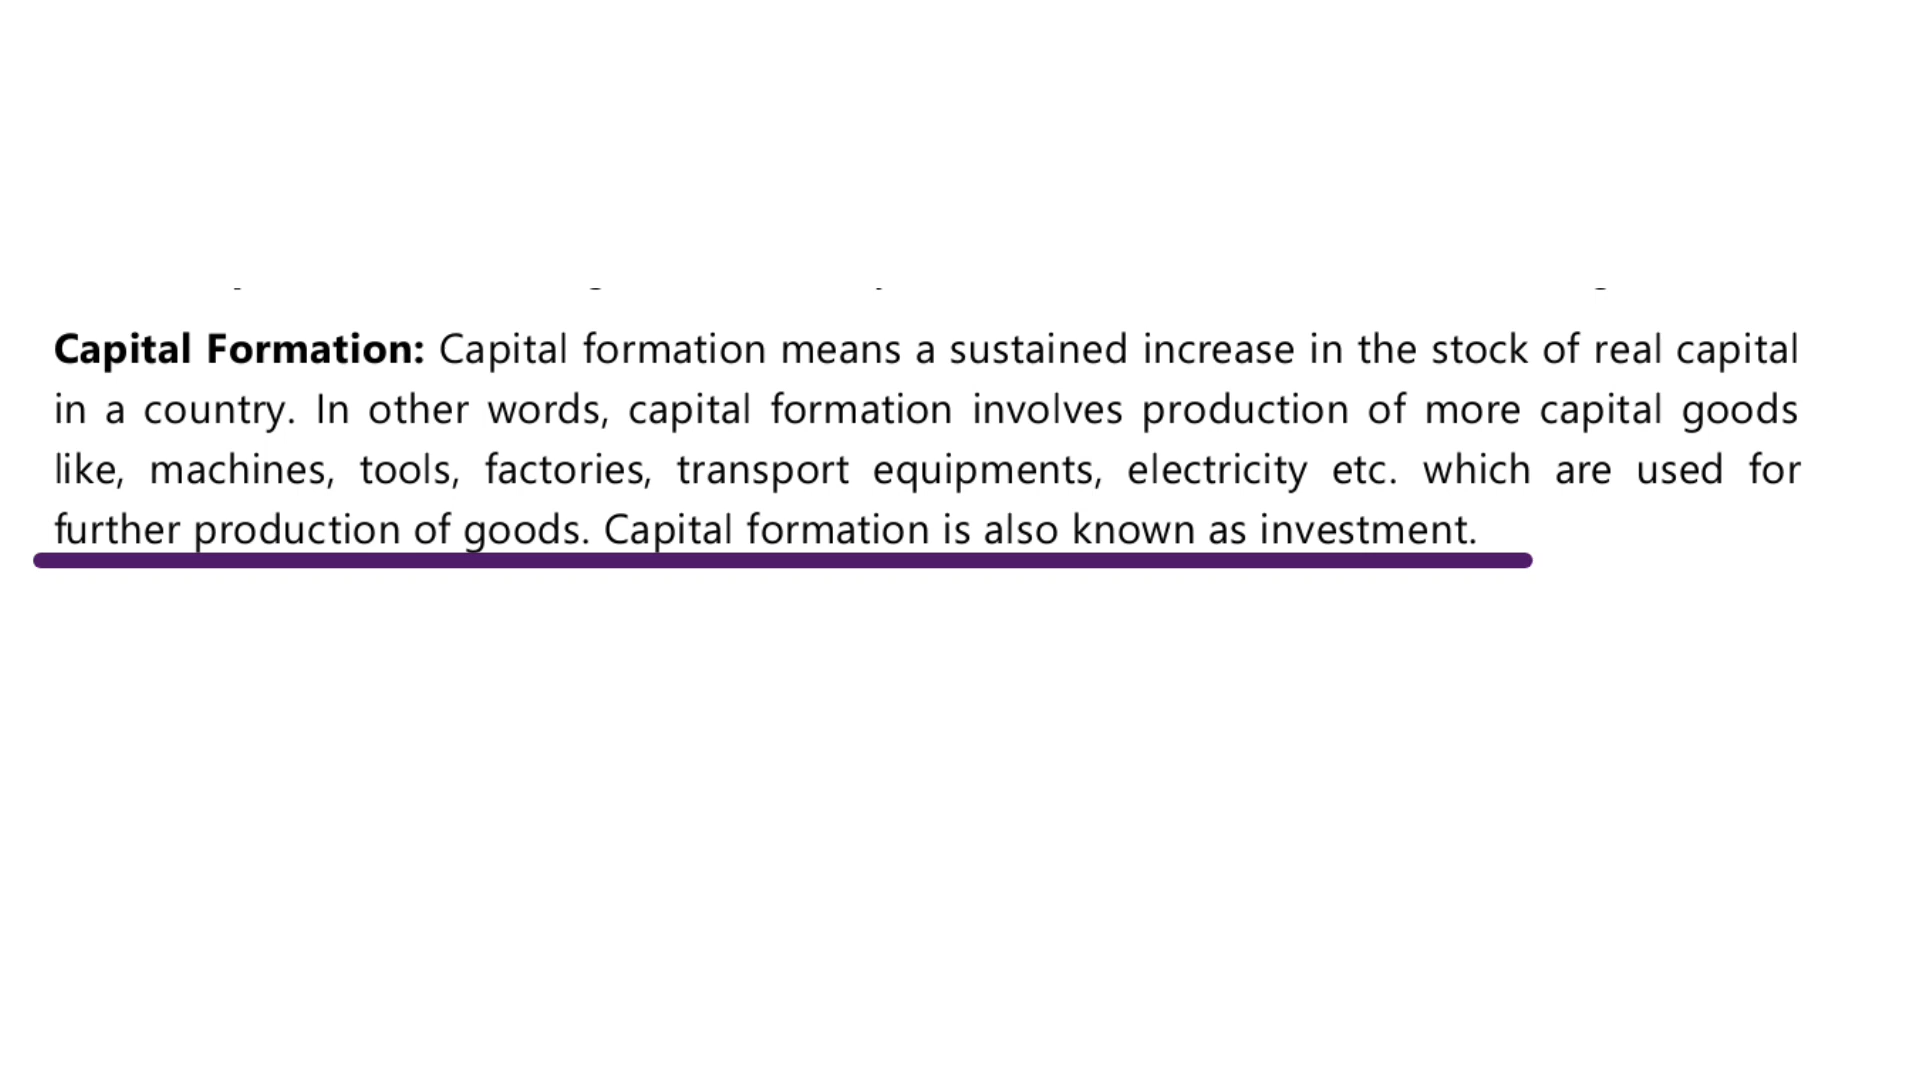 Capital Formation: Capital formation means a sustained increase in the stock of real capital
in a country. In other words, capital formation involves production of more capital goods
like, machines, tools, factories, transport equipments, electricity etc. which are used for
further production of goods. Capital formation is also known as investment.